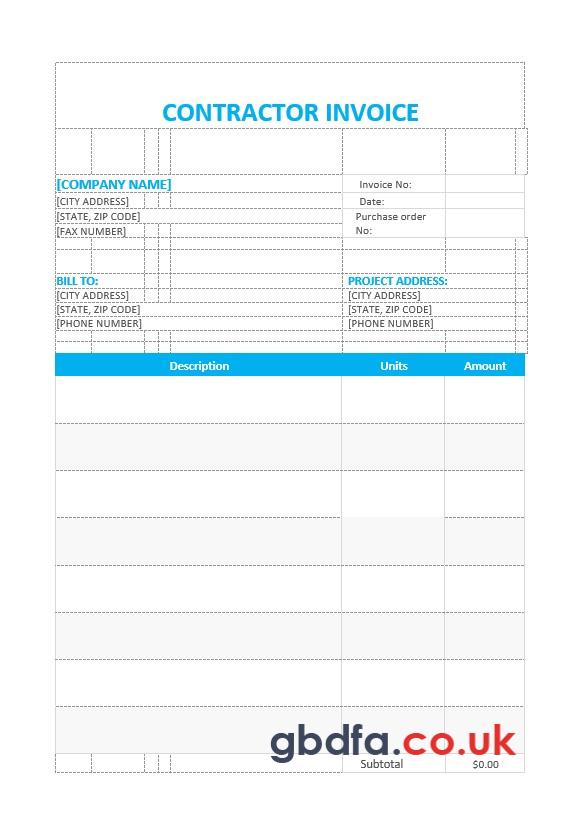 CONTRACTOR INVOICE
[COMPANY NAME]
[CITY ADDRESS]
[STATE, ZIP CODE]
[FAX NUMBER]
Invoice No:
Date:
Purchase order
No:
BILL TO:
[CITY ADDRESS]
[STATE, ZIP CODE]
[PHONE NUMBER]
PROJECT ADDRESS:
[CITY ADDRESS]
[STATE, ZIP CODE]
[PHONE NUMBER]
Description Units Amount
gbdfa.co.uk
Subtotal $0.00